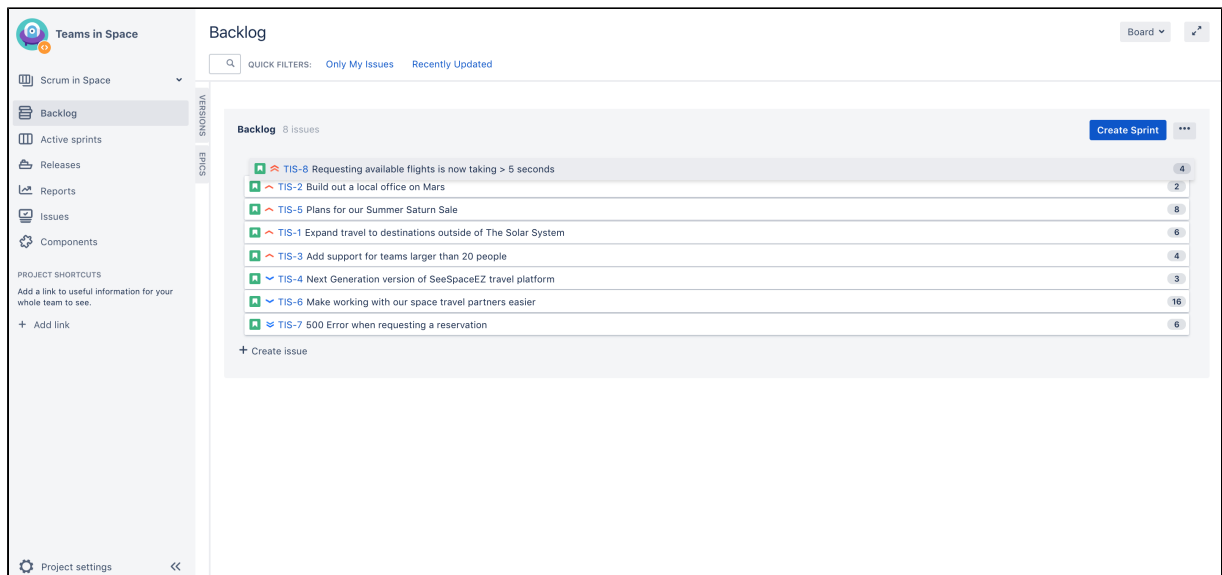 Teams in Space
Scrum in Space
Backlog
Active sprints
Releases
Reports
Issues
Components
PROJECT SHORTCUTS
Add a link to useful information for your
whole team to see.
+ Add link
Project settings
Backlog
Board
QUICK FILTERS: Only My Issues Recently Updated
VERSIONS
EPICS
Backlog 8 issues
Create Sprint
TIS-8 Requesting available flights is now taking > 5 seconds 4
TIS-2 Build out a local office on Mars 2
TIS-5 Plans for our Summer Saturn Sale 8
TIS-1 Expand travel to destinations outside of The Solar System 6
TIS-3 Add support for teams larger than 20 people 4
TIS-4 Next Generation version of SeeSpaceEZ travel platform 3
TIS-6 Make working with our space travel partners easier 16
TIS-7 500 Error when requesting a reservation 6
+ Create issue